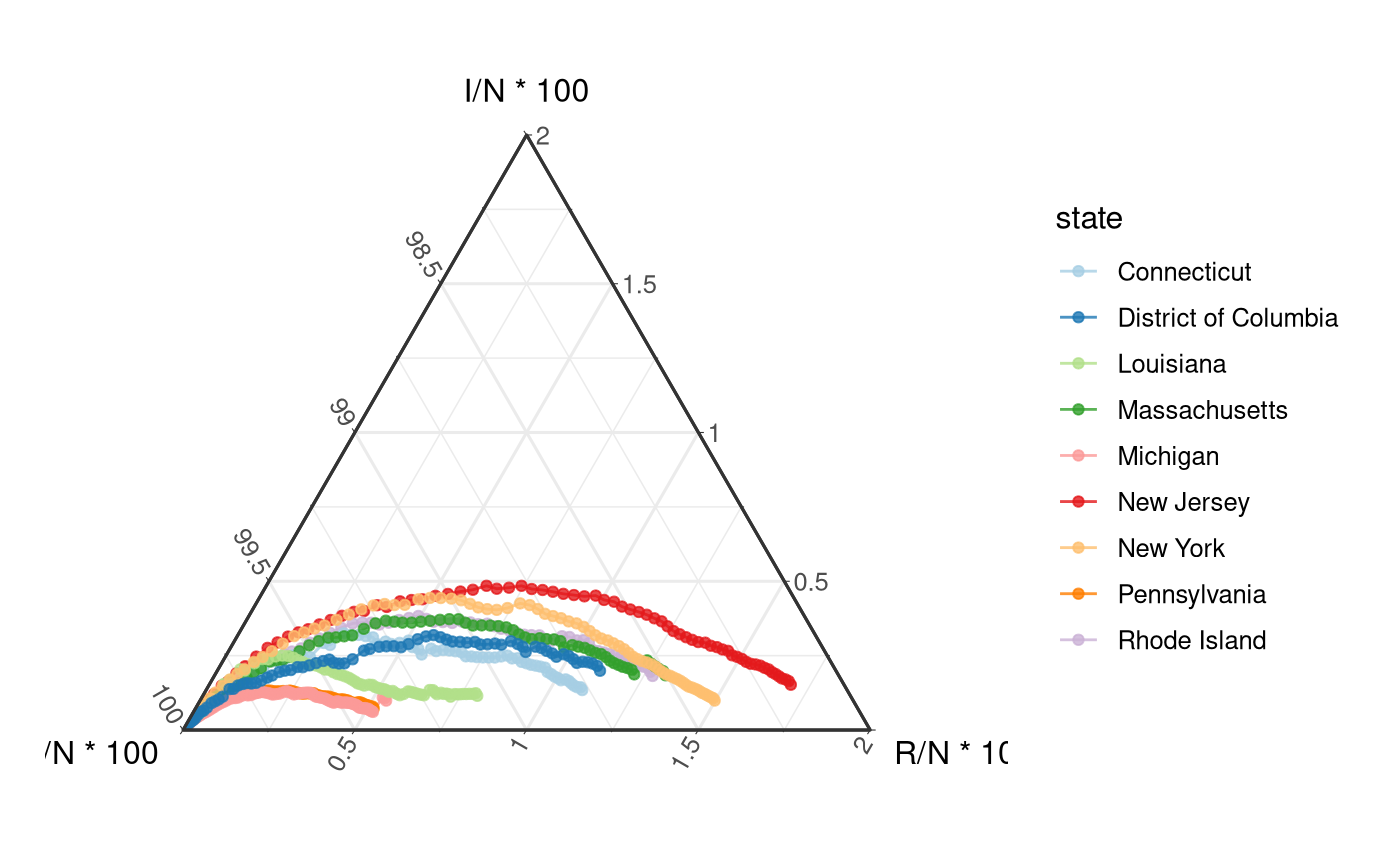 I/N * 100
2
98.5
1.5
99
1
99.5
0.5
100
/N * 100
0.5
1
1.5
2
R/N * 10
state
Connecticut
District of Columbia
Louisiana
Massachusetts
Michigan
New Jersey
New York
Pennsylvania
Rhode Island